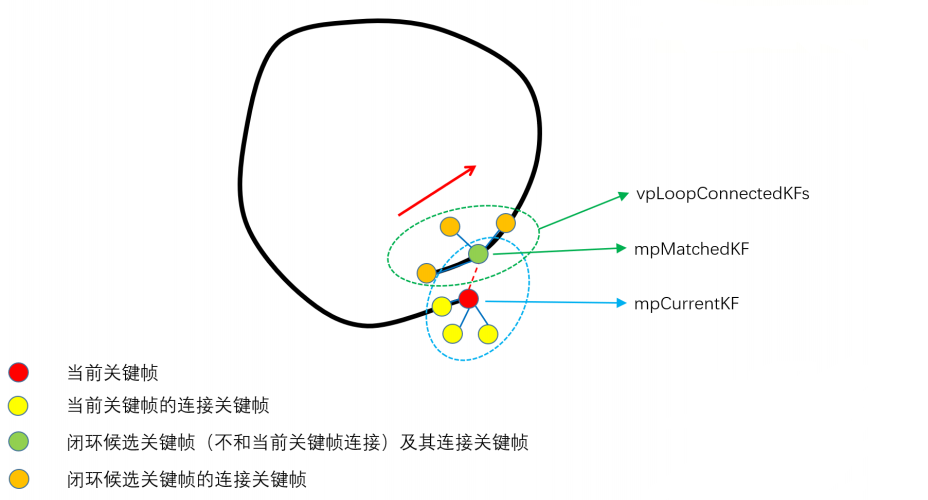 vpLoopConnectedKFs
mpMatchedKF
mpCurrentKF
当前关键帧
当前关键帧的连接关键帧
闭环候选关键帧（不和当前关键帧连接）及其连接关键帧
闭环候选关键帧的连接关键帧